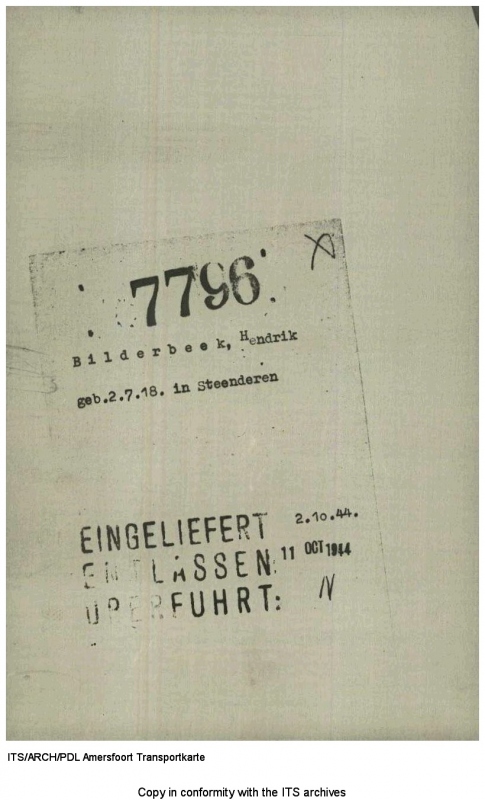 7796
Bilderbeek, Hendrik
geb.2.7.18. in Steenderen
EINGELIEFERT 2.10.44.
ENTLASSEN: 11 OCT 1944
ÜBERFUHRT: N
ITS/ARCH/PDL Amersfoort Transportkarte
Copy in conformity with the ITS archives